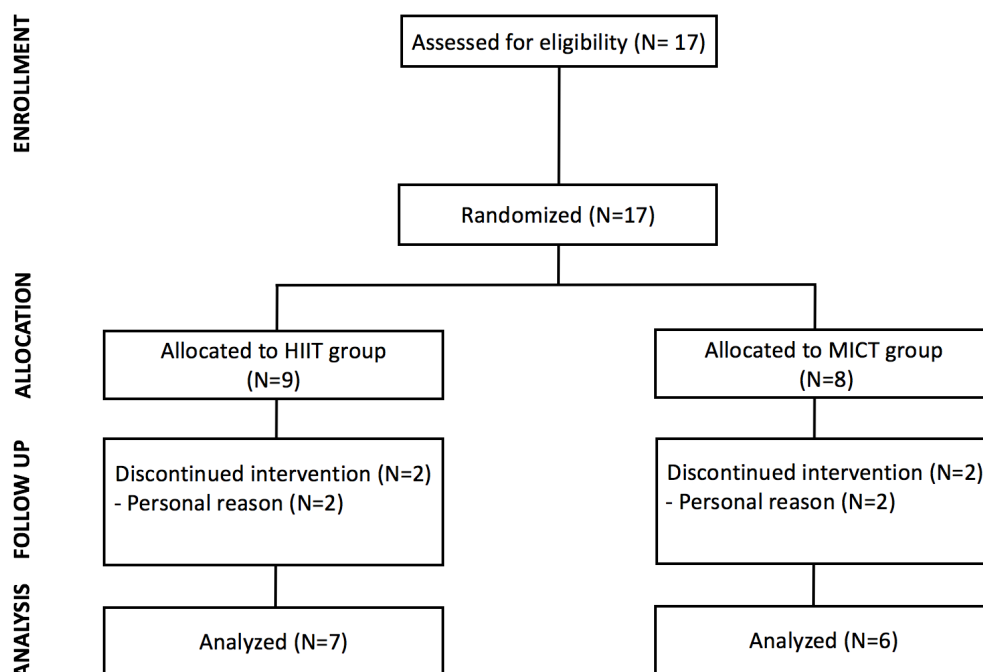 ENROLLMENT
Assessed for eligibility (N= 17)
Randomized (N=17)
ALLOCATION
Allocated to HIIT group
(N=9)
Allocated to MICT group
(N=8)
FOLLOW UP
Discontinued intervention (N=2)
- Personal reason (N=2)
Discontinued intervention (N=2)
- Personal reason (N=2)
ANALYSIS
Analyzed (N=7)
Analyzed (N=6)